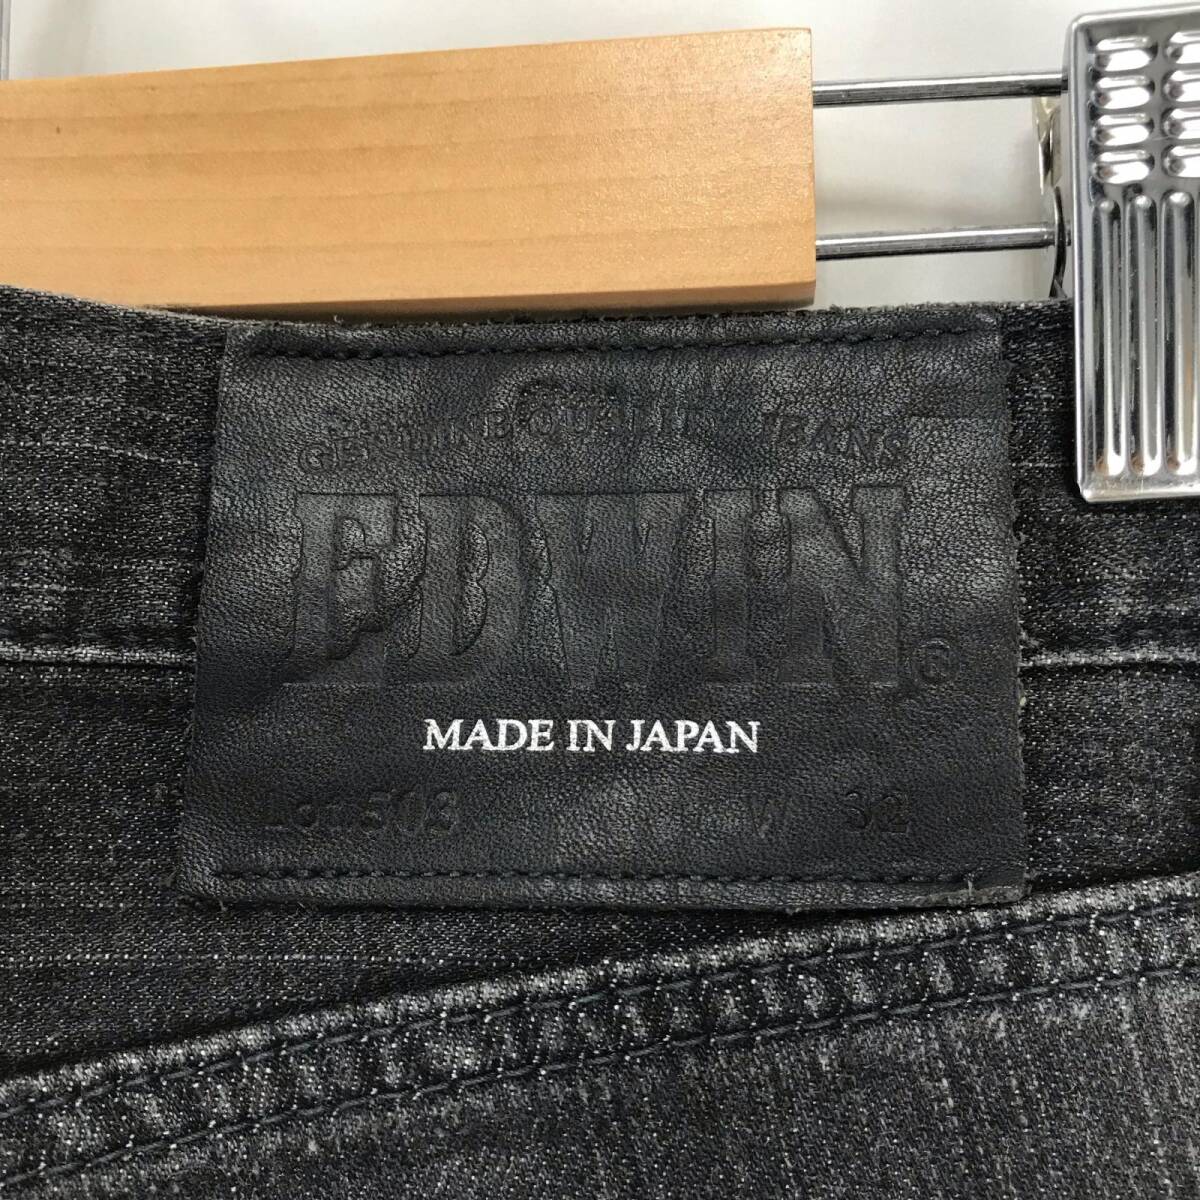 GENUINE QUALITY JEANS
EDWIN®
MADE IN JAPAN
Lot.503 W 32